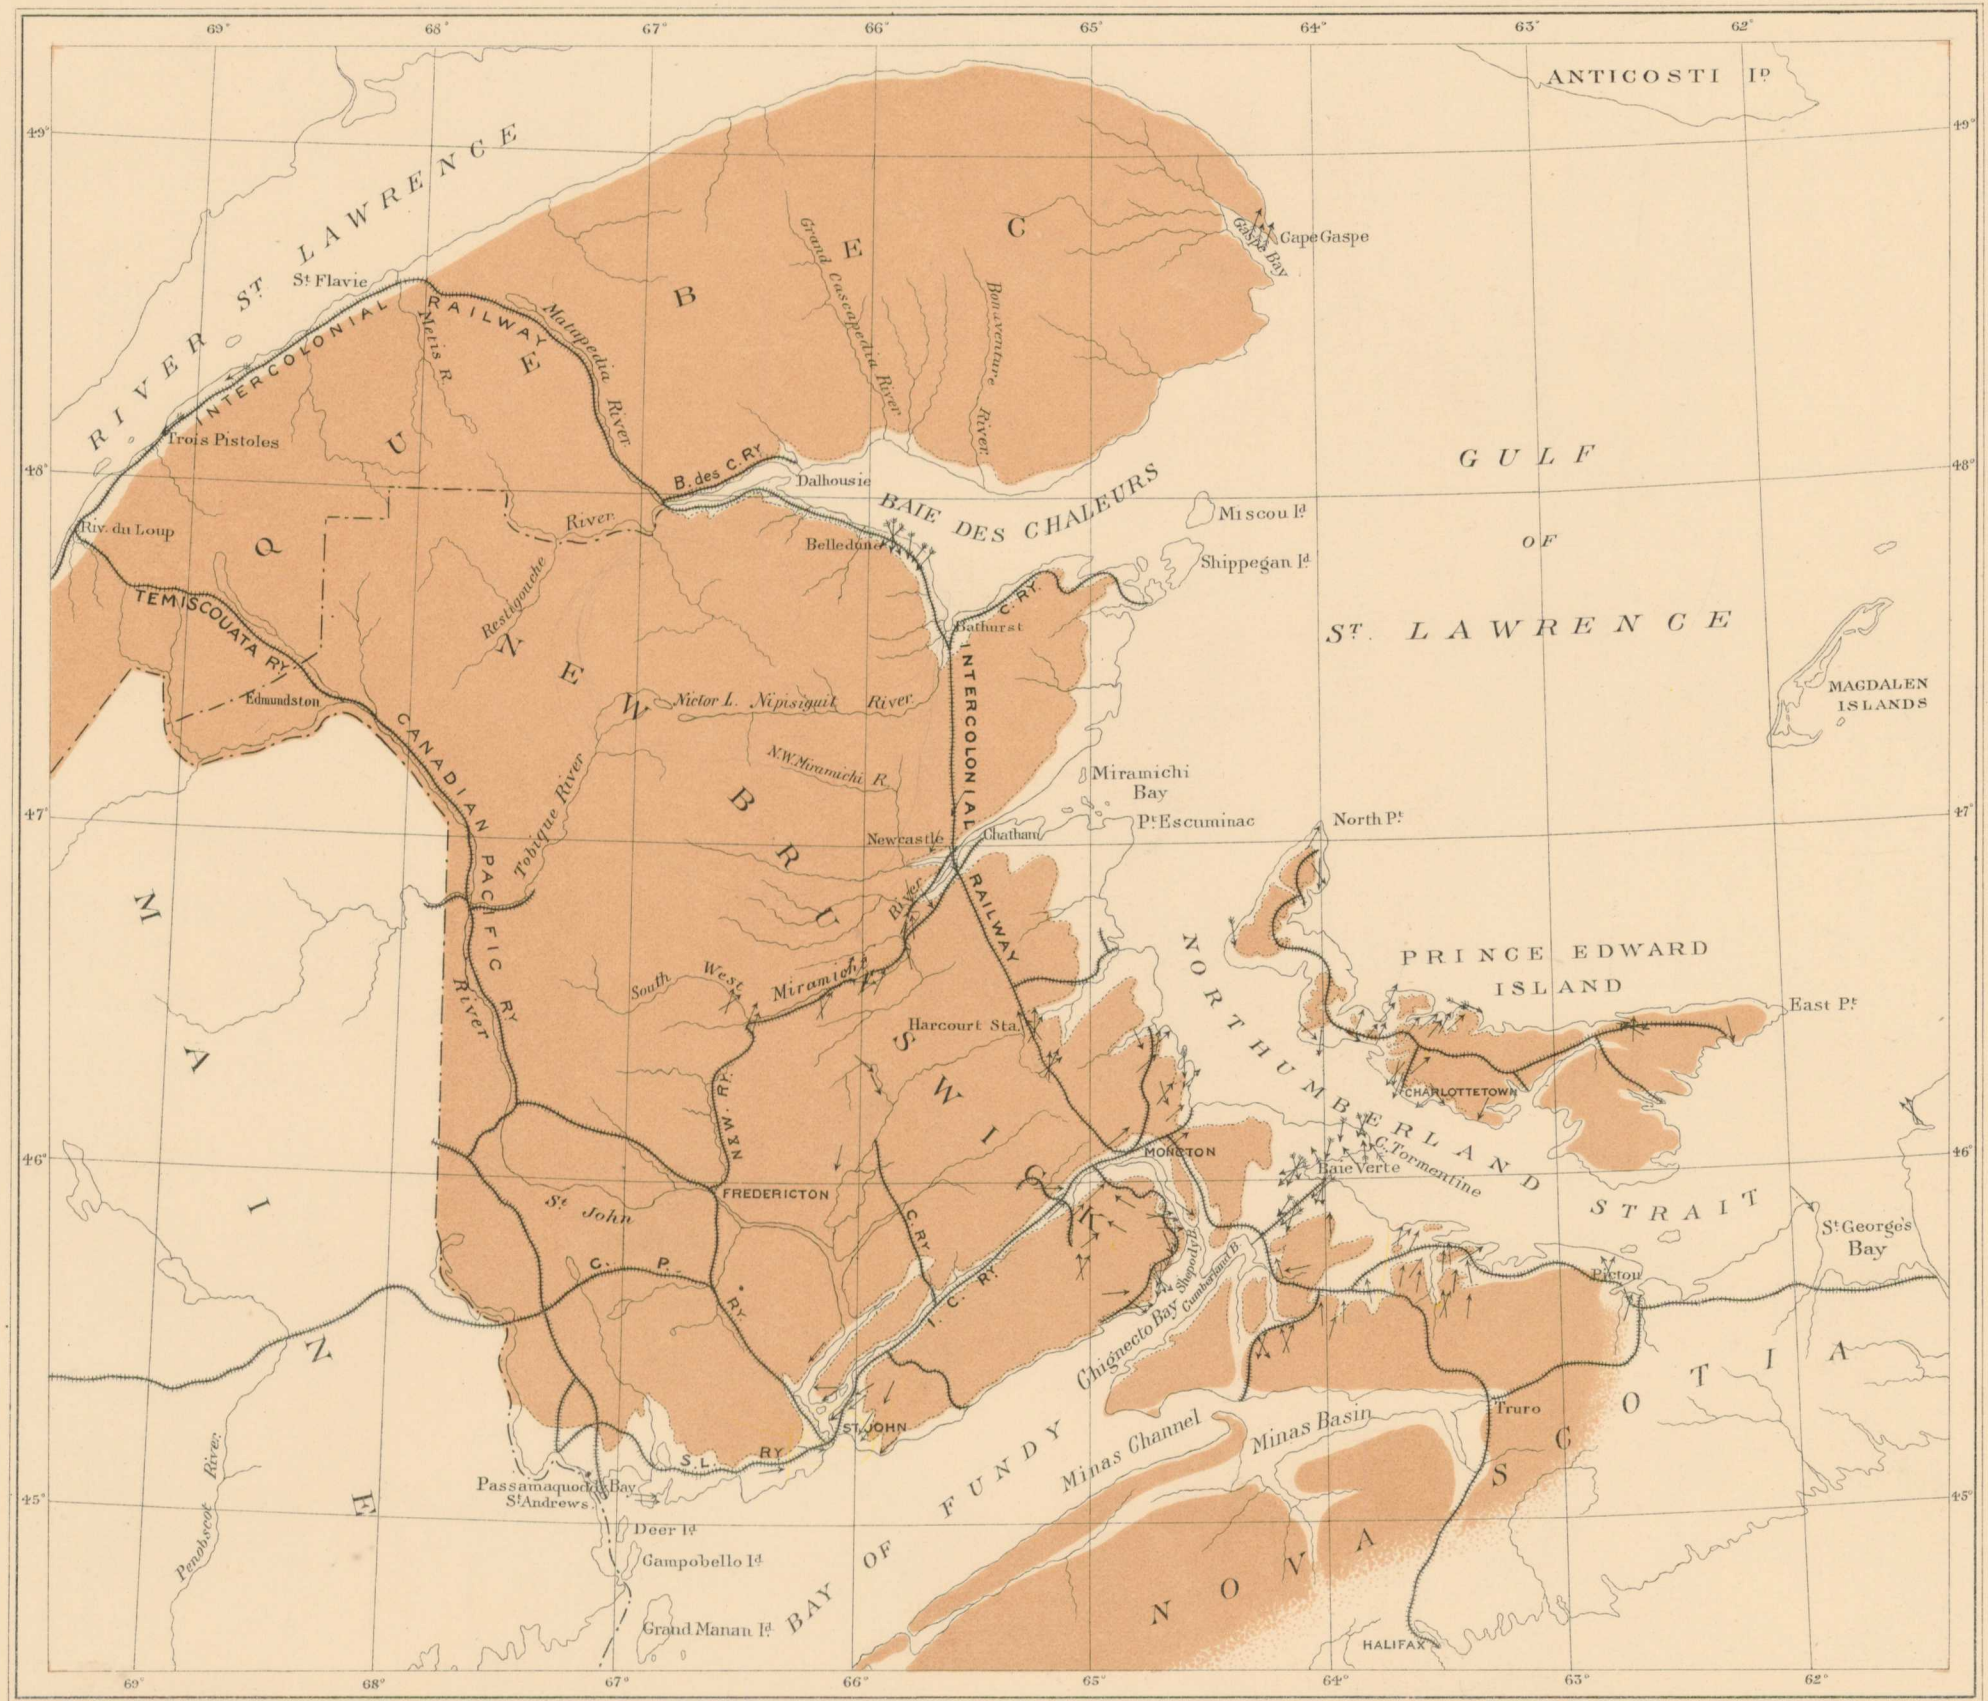 69° 68° 67° 66° 65° 64° 63° 62°
ANTICOSTI Iᴰ
49° 49°
RIVER Sᵀ LAWRENCE
QUEBEC
Gaspe Bay
Cape Gaspe
Sᵗ Flavie
INTERCOLONIAL RAILWAY
Metis R.
Matapedia River
Grand Cascapedia River
Bonaventure River
Trois Pistoles
48° 48°
B. des C. RY
Dalhousie
BAIE DES CHALEURS
GULF
OF
Sᵀ. LAWRENCE
Miscou Iᵈ
Shippegan Iᵈ
Riv. du Loup
River
Restigouche
Belledune
C. RY.
Bathurst
TEMISCOUATA RY.
Edmundston
NEW BRUNSWICK
Nictor L. Nipisiguit River
INTERCOLONIAL RAILWAY
MAGDALEN
ISLANDS
CANADIAN PACIFIC RY
Tobique River
N.W. Miramichi R.
Miramichi
Bay
Pᵗ Escuminac
47° 47°
Newcastle
Chatham
North Pᵗ
River
PRINCE EDWARD
ISLAND
East Pᵗ
South West Miramichi
River
Harcourt Sta.
NORTHUMBERLAND STRAIT
CHARLOTTETOWN
N&W. RY.
MONCTON
C. Tormentine
Baie Verte
46° 46°
FREDERICTON
Sᵗ John
C. RY.
Sᵗ George's
Bay
Pictou
C. P. RY
I. C. RY.
Shepody B.
Cumberland B.
Chignecto Bay
MAINE
Sᵀ JOHN
S. L. RY
Minas Channel
Minas Basin
Truro
Passamaquoddy Bay
Sᵗ Andrews
45° 45°
Penobscot River
Deer Iᵈ
Campobello Iᵈ
Grand Manan Iᵈ
BAY OF FUNDY
NOVA SCOTIA
HALIFAX
69° 68° 67° 66° 65° 64° 63° 62°